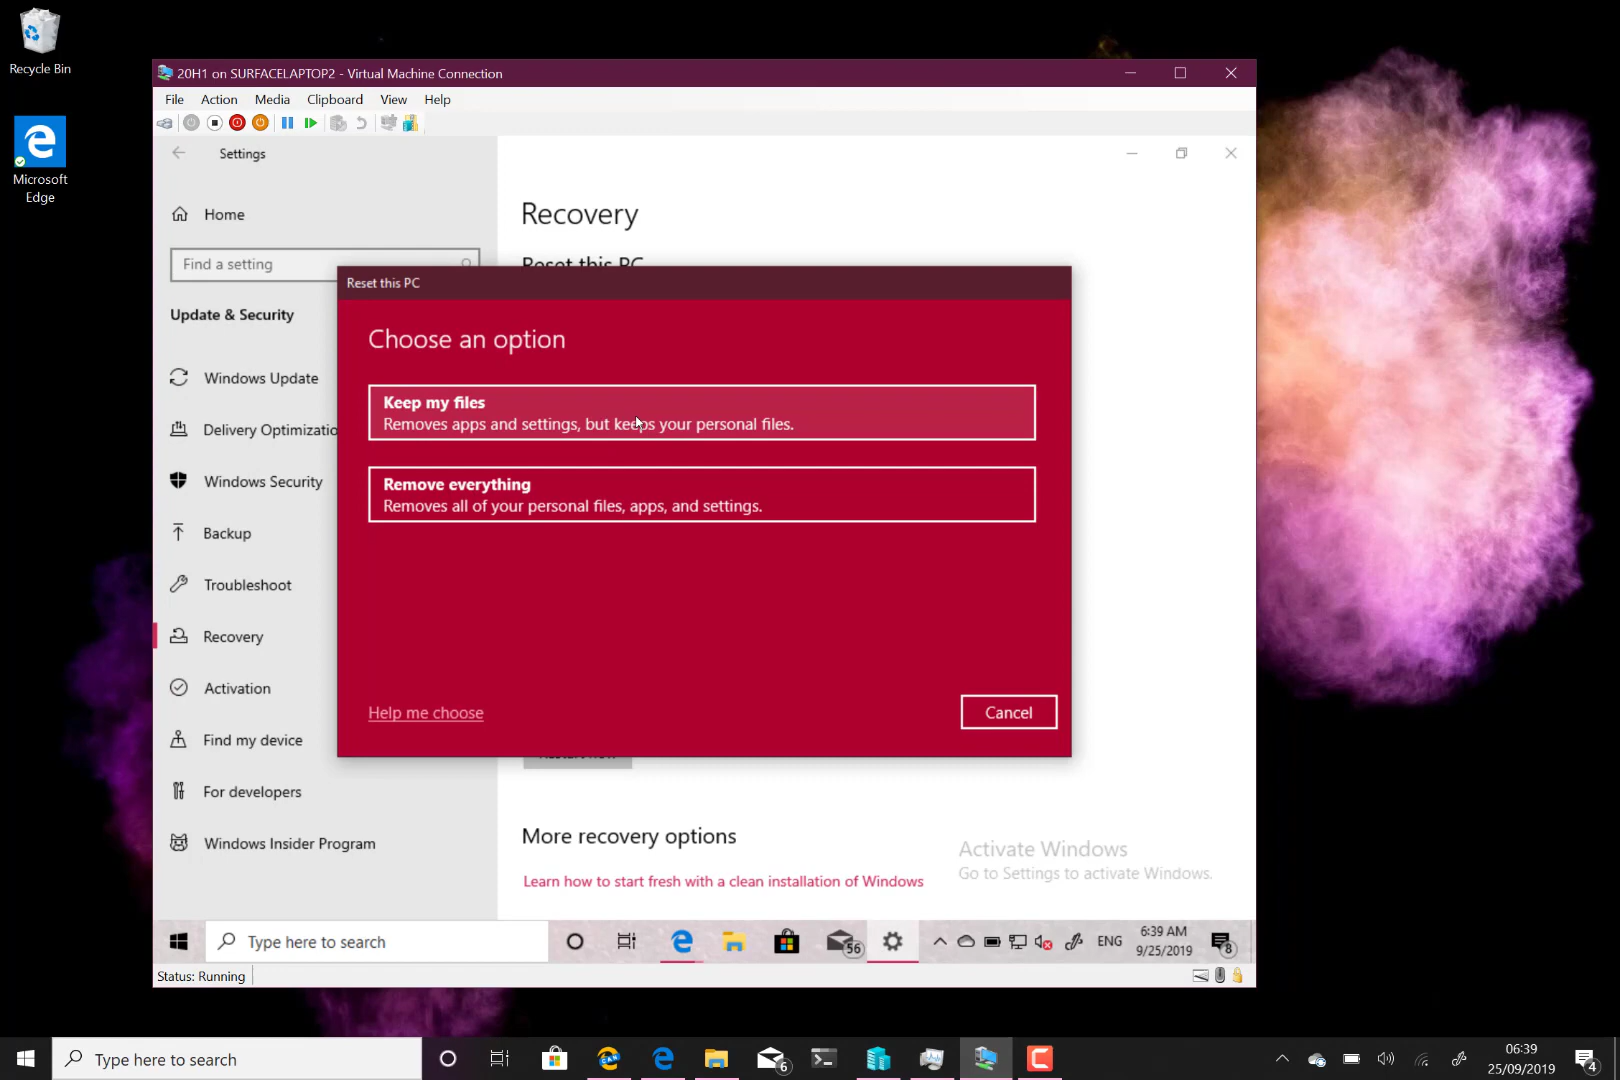 Recycle Bin
Microsoft
Edge
20H1 on SURFACELAPTOP2 - Virtual Machine Connection
File Action Media Clipboard View Help
Settings
Home
Find a setting
Update & Security
Windows Update
Delivery Optimizatio
Windows Security
Backup
Troubleshoot
Recovery
Activation
Find my device
For developers
Windows Insider Program
Recovery
Reset this PC
Reset this PC
Choose an option
Keep my files
Removes apps and settings, but keeps your personal files.
Remove everything
Removes all of your personal files, apps, and settings.
Help me choose
Cancel
More recovery options
Learn how to start fresh with a clean installation of Windows
Activate Windows
Go to Settings to activate Windows.
Type here to search
56
ENG
6:39 AM
9/25/2019
8
Status: Running
Type here to search
6
06:39
25/09/2019
4